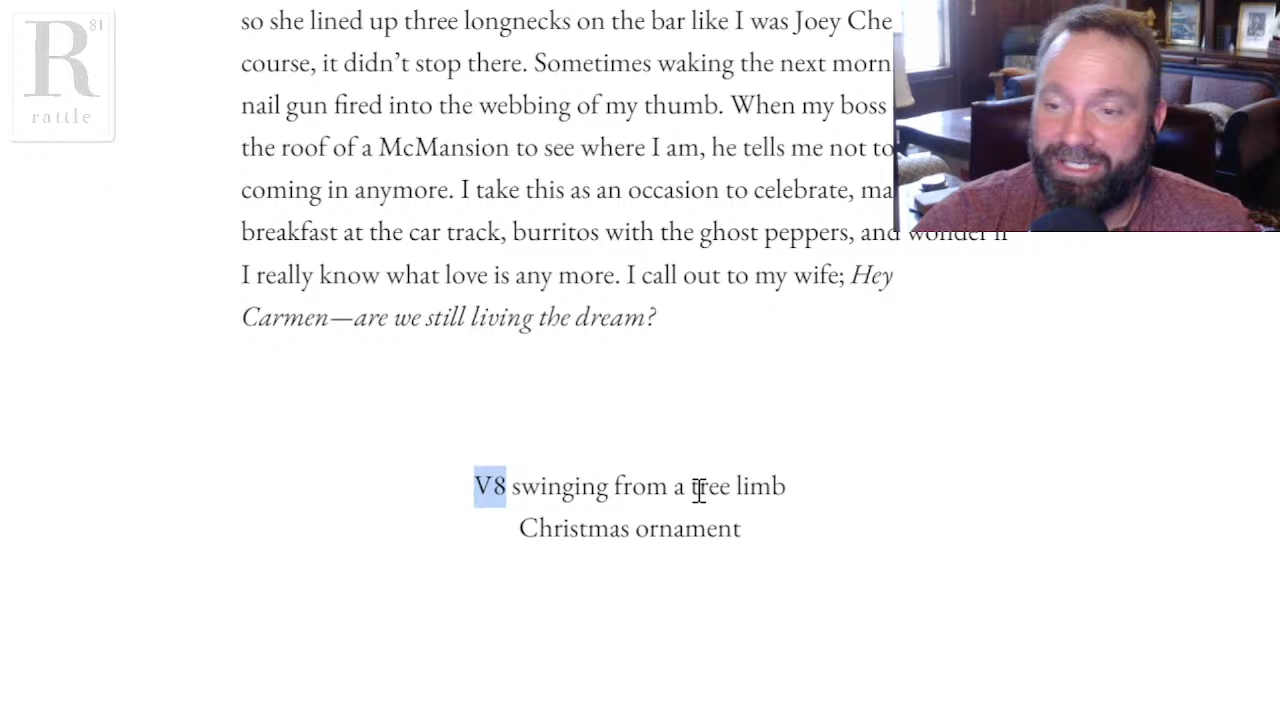 81
R
rattle
so she lined up three longnecks on the bar like I was Joey Che
course, it didn't stop there. Sometimes waking the next morn
nail gun fired into the webbing of my thumb. When my boss
the roof of a McMansion to see where I am, he tells me not to
coming in anymore. I take this as an occasion to celebrate, ma
breakfast at the car track, burritos with the ghost peppers, and wonder if
I really know what love is any more. I call out to my wife; Hey
Carmen—are we still living the dream?
V8 swinging from a tree limb
Christmas ornament